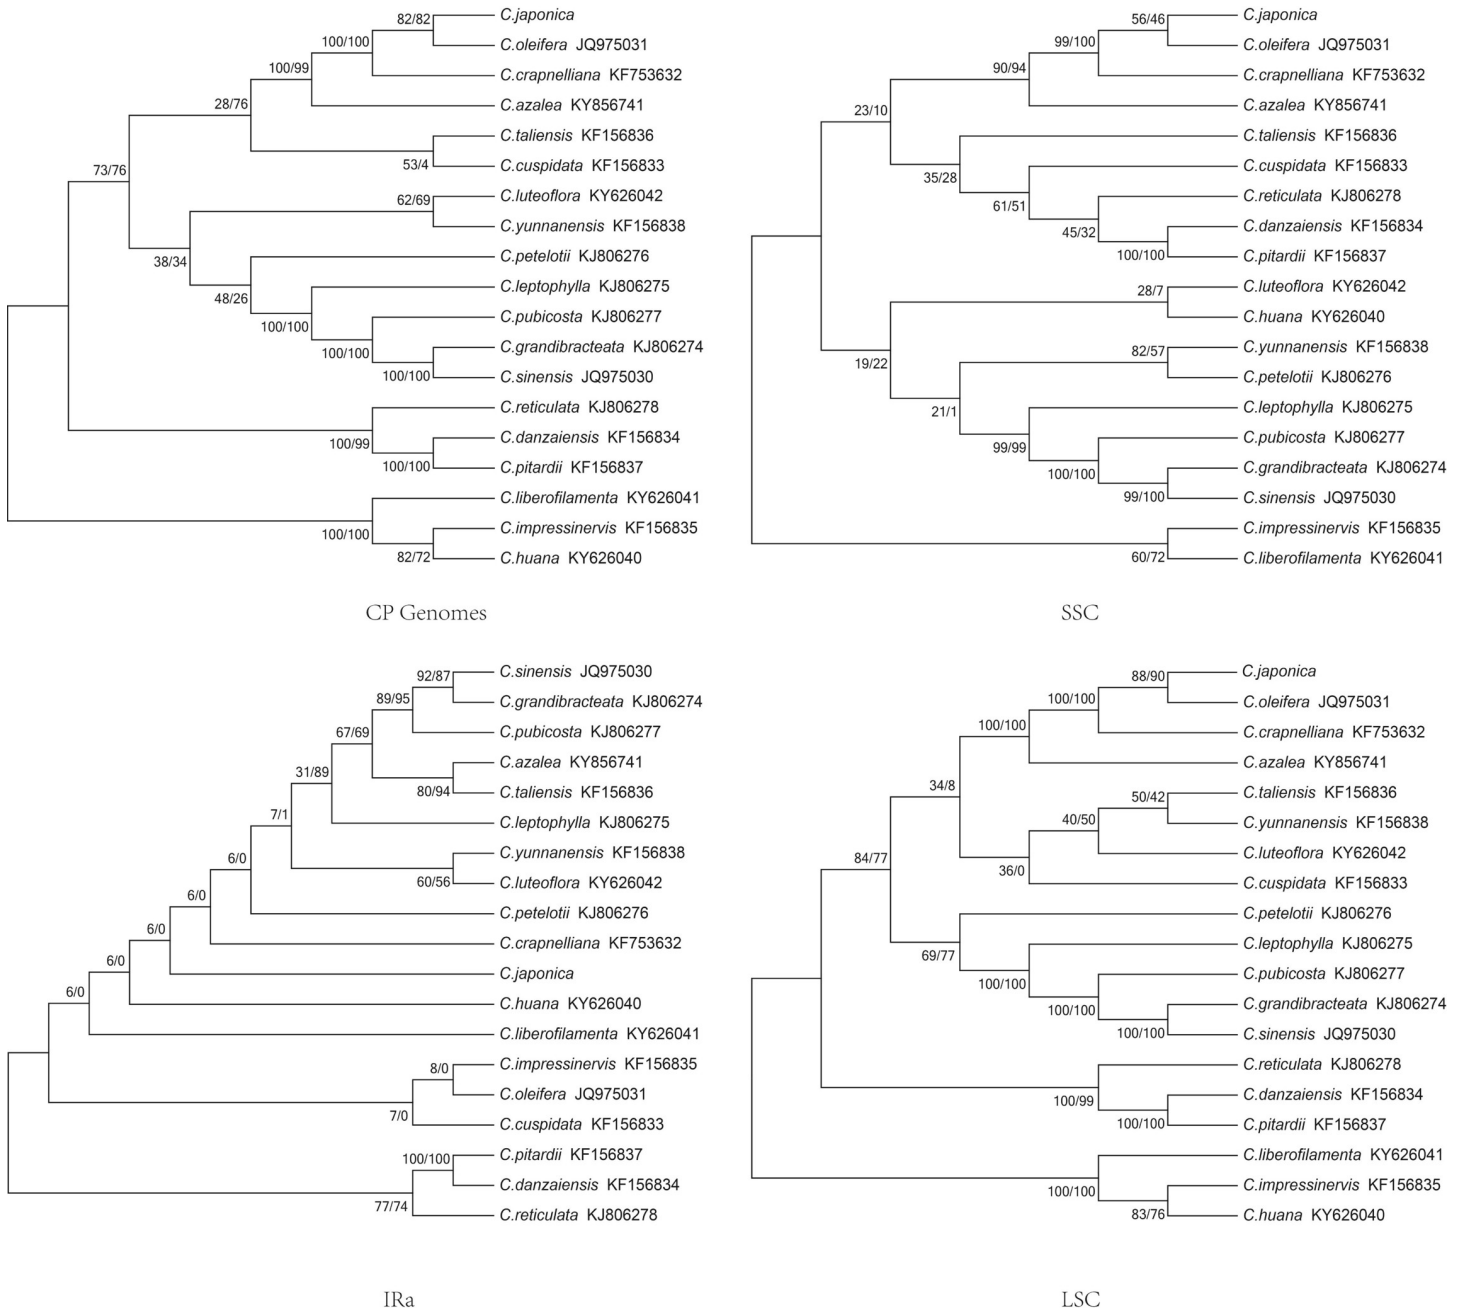 82/82
C.japonica
C.oleifera JQ975031
100/100
C.crapnelliana KF753632
100/99
C.azalea KY856741
28/76
C.taliensis KF156836
53/4
C.cuspidata KF156833
73/76
62/69
C.luteoflora KY626042
C.yunnanensis KF156838
38/34
C.petelotii KJ806276
48/26
C.leptophylla KJ806275
100/100
C.pubicosta KJ806277
100/100
C.grandibracteata KJ806274
100/100
C.sinensis JQ975030
C.reticulata KJ806278
100/99
C.danzaiensis KF156834
100/100
C.pitardii KF156837
C.liberofilamenta KY626041
100/100
C.impressinervis KF156835
82/72
C.huana KY626040
CP Genomes
56/46
C.japonica
C.oleifera JQ975031
99/100
C.crapnelliana KF753632
90/94
C.azalea KY856741
23/10
C.taliensis KF156836
35/28
C.cuspidata KF156833
61/51
C.reticulata KJ806278
45/32
C.danzaiensis KF156834
100/100
C.pitardii KF156837
28/7
C.luteoflora KY626042
C.huana KY626040
19/22
82/57
C.yunnanensis KF156838
C.petelotii KJ806276
21/1
C.leptophylla KJ806275
99/99
C.pubicosta KJ806277
100/100
C.grandibracteata KJ806274
99/100
C.sinensis JQ975030
C.impressinervis KF156835
60/72
C.liberofilamenta KY626041
SSC
92/87
C.sinensis JQ975030
C.grandibracteata KJ806274
89/95
C.pubicosta KJ806277
67/69
C.azalea KY856741
80/94
C.taliensis KF156836
31/89
C.leptophylla KJ806275
7/1
C.yunnanensis KF156838
60/56
C.luteoflora KY626042
6/0
C.petelotii KJ806276
6/0
C.crapnelliana KF753632
6/0
C.japonica
6/0
C.huana KY626040
6/0
C.liberofilamenta KY626041
8/0
C.impressinervis KF156835
C.oleifera JQ975031
7/0
C.cuspidata KF156833
100/100
C.pitardii KF156837
C.danzaiensis KF156834
77/74
C.reticulata KJ806278
IRa
88/90
C.japonica
C.oleifera JQ975031
100/100
C.crapnelliana KF753632
100/100
C.azalea KY856741
34/8
50/42
C.taliensis KF156836
C.yunnanensis KF156838
40/50
C.luteoflora KY626042
36/0
C.cuspidata KF156833
84/77
C.petelotii KJ806276
69/77
C.leptophylla KJ806275
100/100
C.pubicosta KJ806277
100/100
C.grandibracteata KJ806274
100/100
C.sinensis JQ975030
C.reticulata KJ806278
100/99
C.danzaiensis KF156834
100/100
C.pitardii KF156837
C.liberofilamenta KY626041
100/100
C.impressinervis KF156835
83/76
C.huana KY626040
LSC